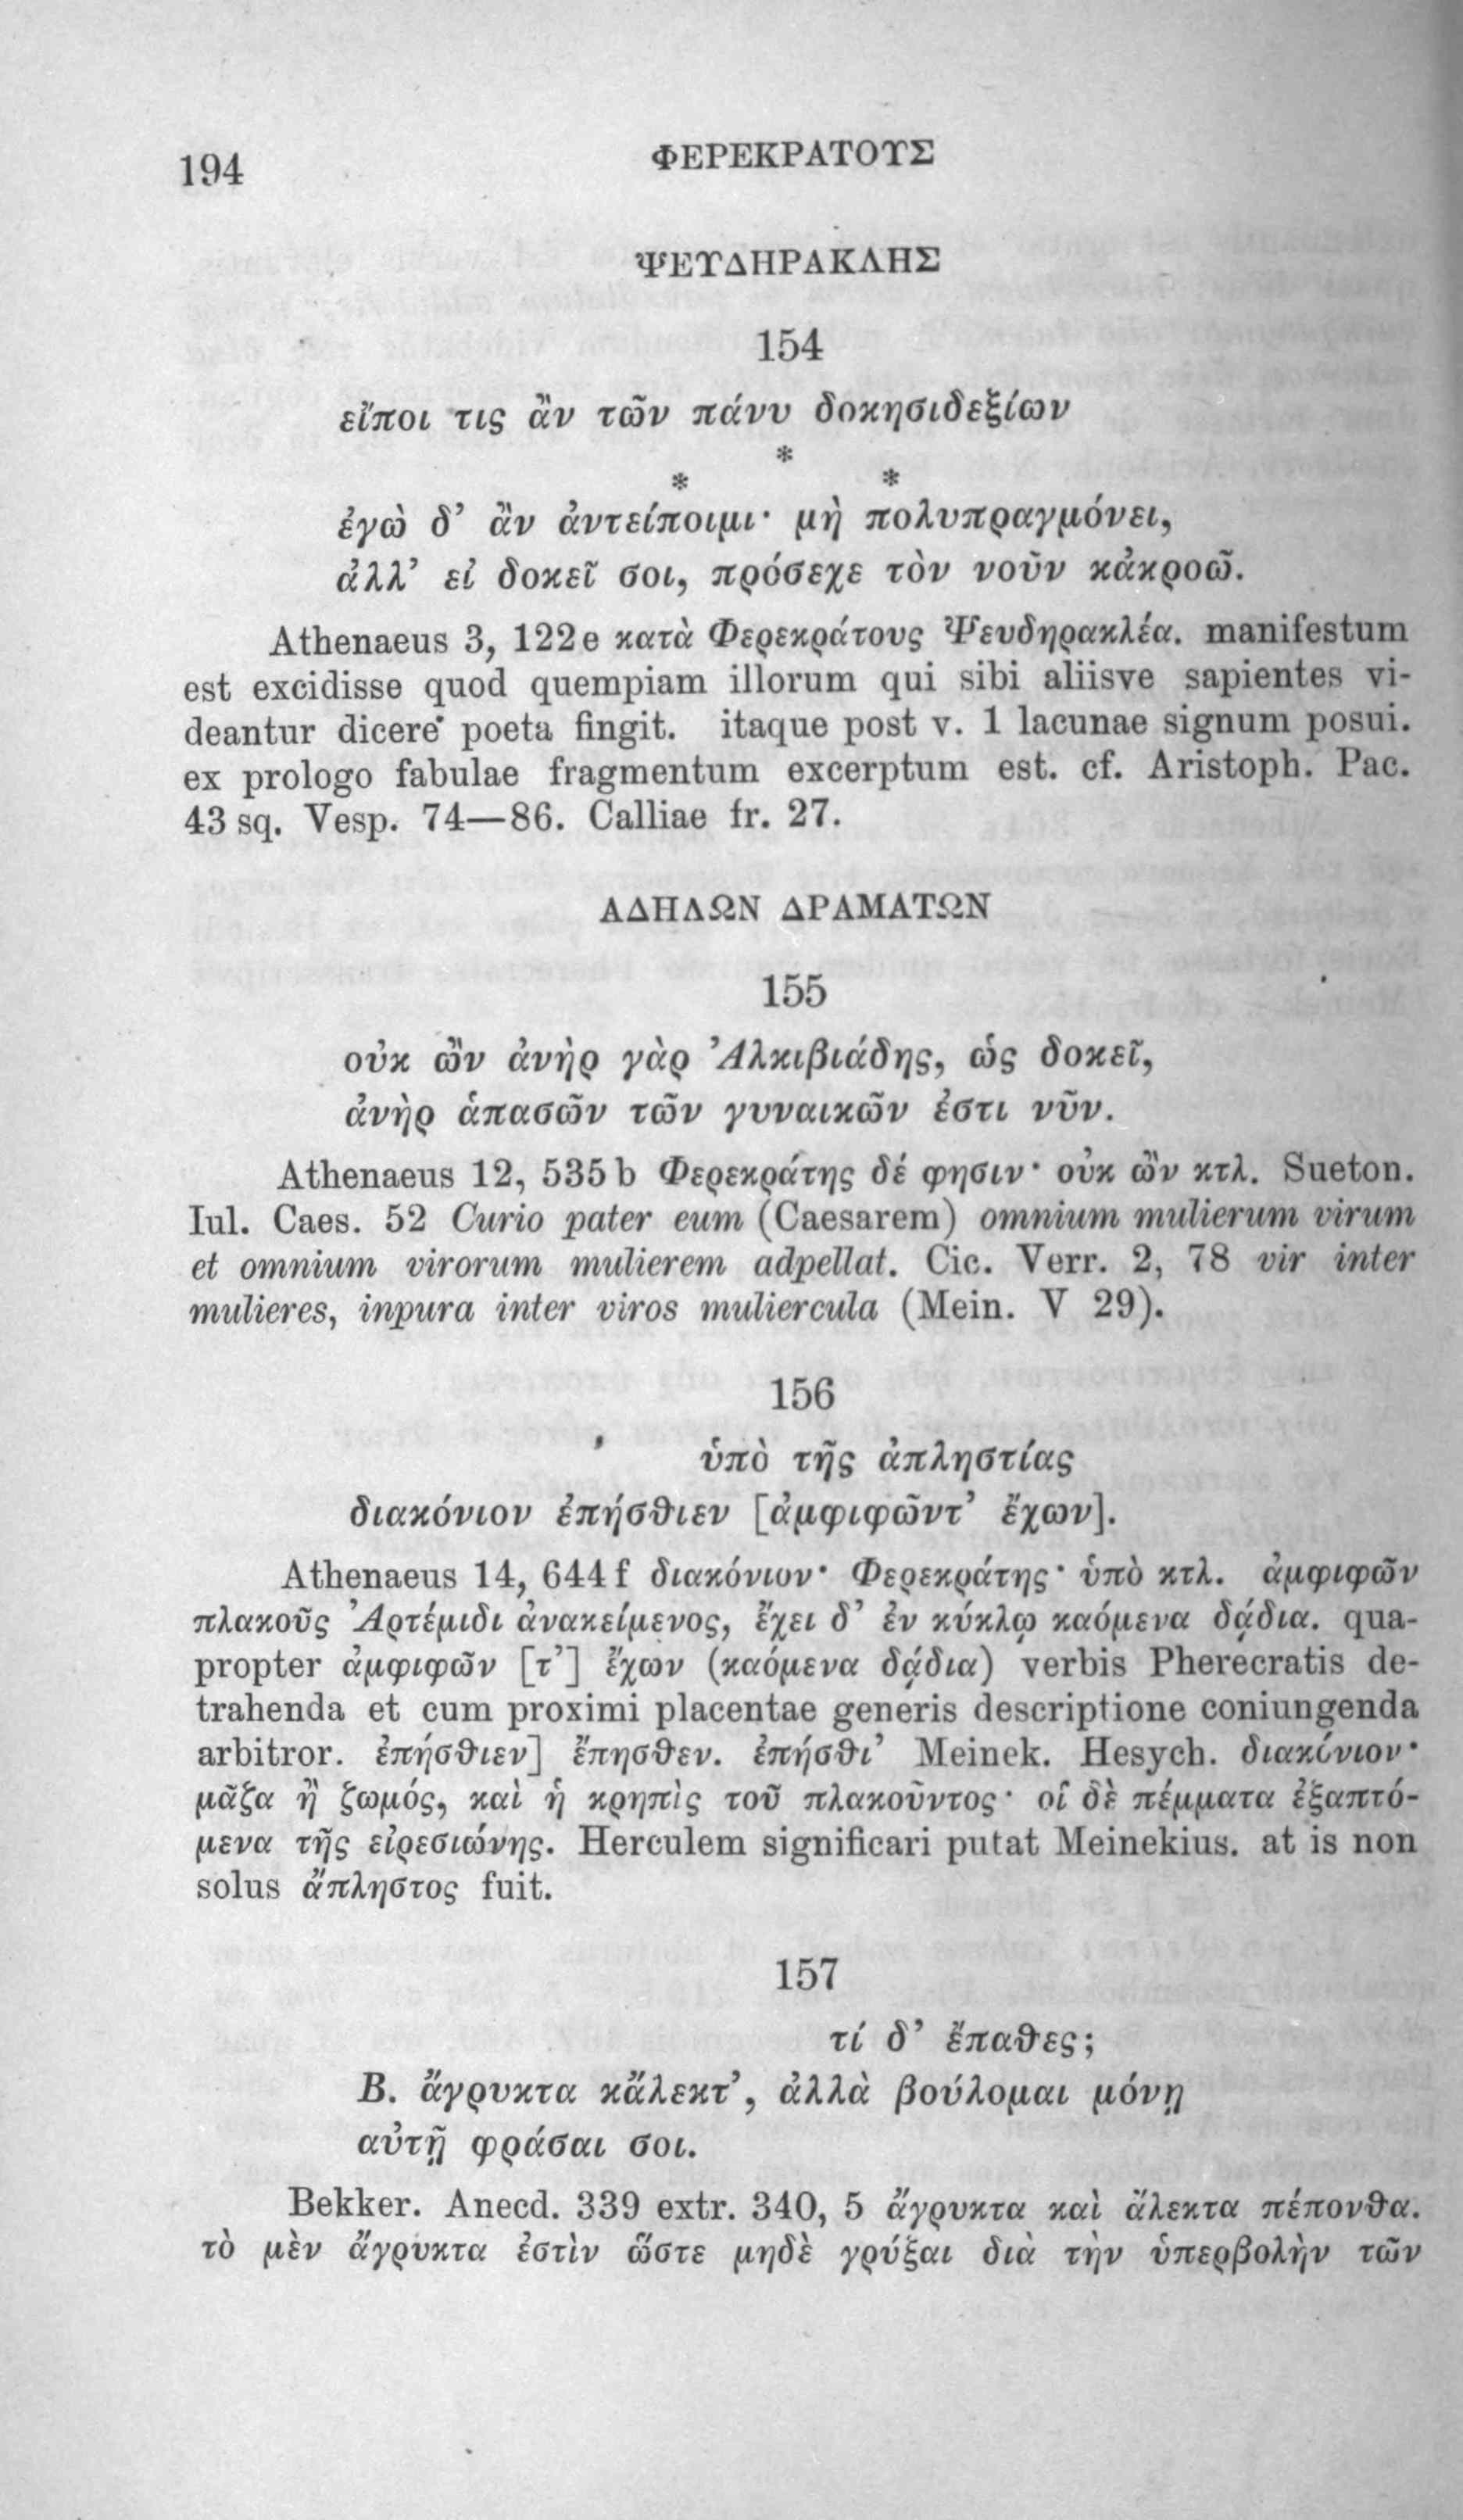 194
ΦΕΡΕΚΡΑΤΟΥΣ
ΨΕΥΔΗΡΑΚΛΗΣ
154
εἴποι τις ἂν τῶν πάνυ δοκησιδεξίων
*
* *
ἐγὼ δ’ ἂν ἀντείποιμι· μὴ πολυπραγμόνει,
ἀλλ’ εἰ δοκεῖ σοι, πρόσεχε τὸν νοῦν κἀκροῶ.
Athenaeus 3, 122e κατὰ Φερεκράτους Ψευδηρακλέα. manifestum
est excidisse quod quempiam illorum qui sibi aliisve sapientes vi-
deantur dicere poeta fingit. itaque post v. 1 lacunae signum posui.
ex prologo fabulae fragmentum excerptum est. cf. Aristoph. Pac.
43 sq. Vesp. 74—86. Calliae fr. 27.
ΑΔΗΛΩΝ ΔΡΑΜΑΤΩΝ
155
οὐκ ὢν ἀνὴρ γὰρ Ἀλκιβιάδης, ὡς δοκεῖ,
ἀνὴρ ἁπασῶν τῶν γυναικῶν ἐστι νῦν.
Athenaeus 12, 535b Φερεκράτης δέ φησιν· οὐκ ὢν κτλ. Sueton.
Iul. Caes. 52 Curio pater eum (Caesarem) omnium mulierum virum
et omnium virorum mulierem adpellat. Cic. Verr. 2, 78 vir inter
mulieres, inpura inter viros muliercula (Mein. V 29).
156
ὑπὸ τῆς ἀπληστίας
διακόνιον ἐπήσθιεν [ἀμφιφῶντ’ ἔχων].
Athenaeus 14, 644f διακόνιον· Φερεκράτης· ὑπὸ κτλ. ἀμφιφῶν
πλακοῦς Ἀρτέμιδι ἀνακείμενος, ἔχει δ’ ἐν κύκλῳ καόμενα δᾴδια. qua-
propter ἀμφιφῶν [τ’] ἔχων (καόμενα δᾴδια) verbis Pherecratis de-
trahenda et cum proximi placentae generis descriptione coniungenda
arbitror. ἐπήσθιεν] ἔπησθεν. ἐπήσθι’ Meinek. Hesych. διακόνιον·
μᾶζα ἢ ζωμός, καὶ ἡ κρηπὶς τοῦ πλακοῦντος· οἱ δὲ πέμματα ἐξαπτό-
μενα τῆς εἰρεσιώνης. Herculem significari putat Meinekius. at is non
solus ἄπληστος fuit.
157
τί δ’ ἔπαθες;
Β. ἄγρυκτα κἄλεκτ’, ἀλλὰ βούλομαι μόνῃ
αὐτῇ φράσαι σοι.
Bekker. Anecd. 339 extr. 340, 5 ἄγρυκτα καὶ ἄλεκτα πέπονθα.
τὸ μὲν ἄγρυκτα ἐστὶν ὥστε μηδὲ γρύξαι διὰ τὴν ὑπερβολὴν τῶν